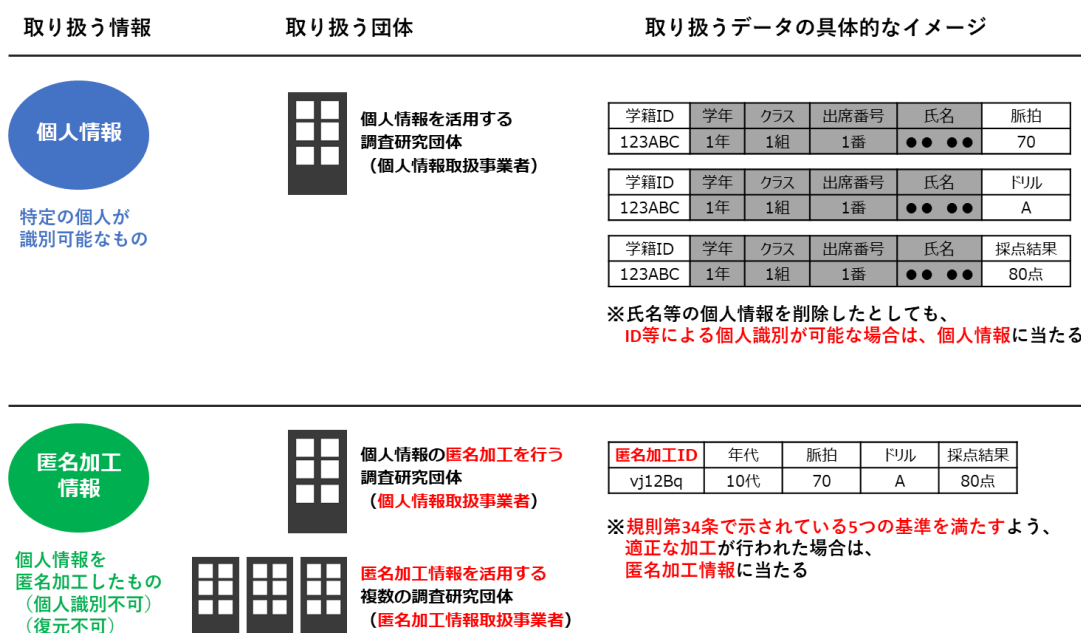 取り扱う情報 取り扱う団体 取り扱うデータの具体的なイメージ
個人情報
特定の個人が
識別可能なもの
個人情報を活用する
調査研究団体
（個人情報取扱事業者）
学籍ID 学年 クラス 出席番号 氏名 脈拍
123ABC 1年 1組 1番 ●● ●● 70
学籍ID 学年 クラス 出席番号 氏名 ドリル
123ABC 1年 1組 1番 ●● ●● A
学籍ID 学年 クラス 出席番号 氏名 採点結果
123ABC 1年 1組 1番 ●● ●● 80点
※氏名等の個人情報を削除したとしても、
ID等による個人識別が可能な場合は、個人情報に当たる
匿名加工
情報
個人情報を
匿名加工したもの
（個人識別不可）
（復元不可）
個人情報の匿名加工を行う
調査研究団体
（個人情報取扱事業者）
匿名加工情報を活用する
複数の調査研究団体
（匿名加工情報取扱事業者）
匿名加工ID 年代 脈拍 ドリル 採点結果
vj12Bq 10代 70 A 80点
※規則第34条で示されている5つの基準を満たすよう、
適正な加工が行われた場合は、
匿名加工情報に当たる